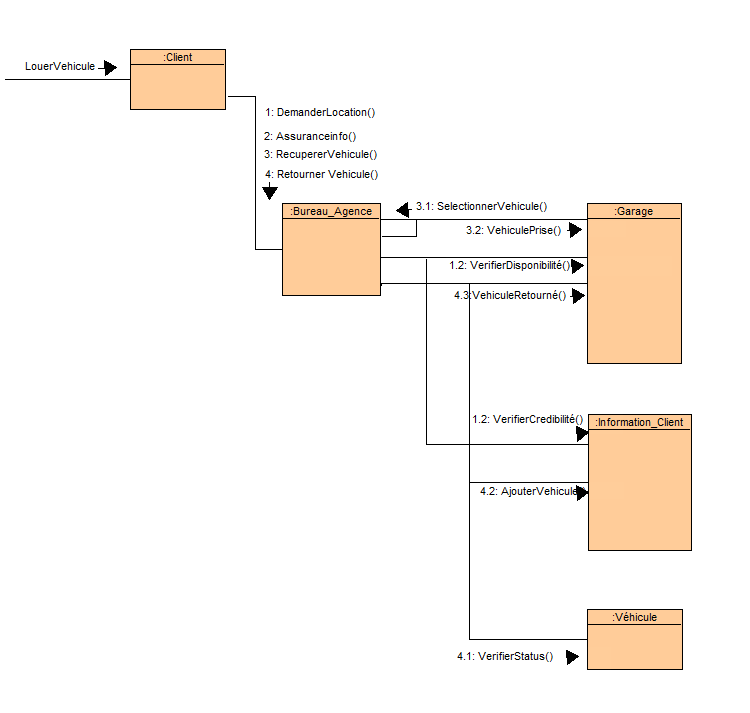 :Client
LouerVehicule
1: DemanderLocation()
2: Assuranceinfo()
3: RecupererVehicule()
4: Retourner Vehicule()
:Bureau_Agence
3.1: SelectionnerVehicule()
:Garage
3.2: VehiculePrise()
1.2: VerifierDisponibilité()
4.3:VehiculeRetourné()
1.2: VerifierCredibilité()
:Information_Client
4.2: AjouterVehicule()
:Véhicule
4.1: VerifierStatus()